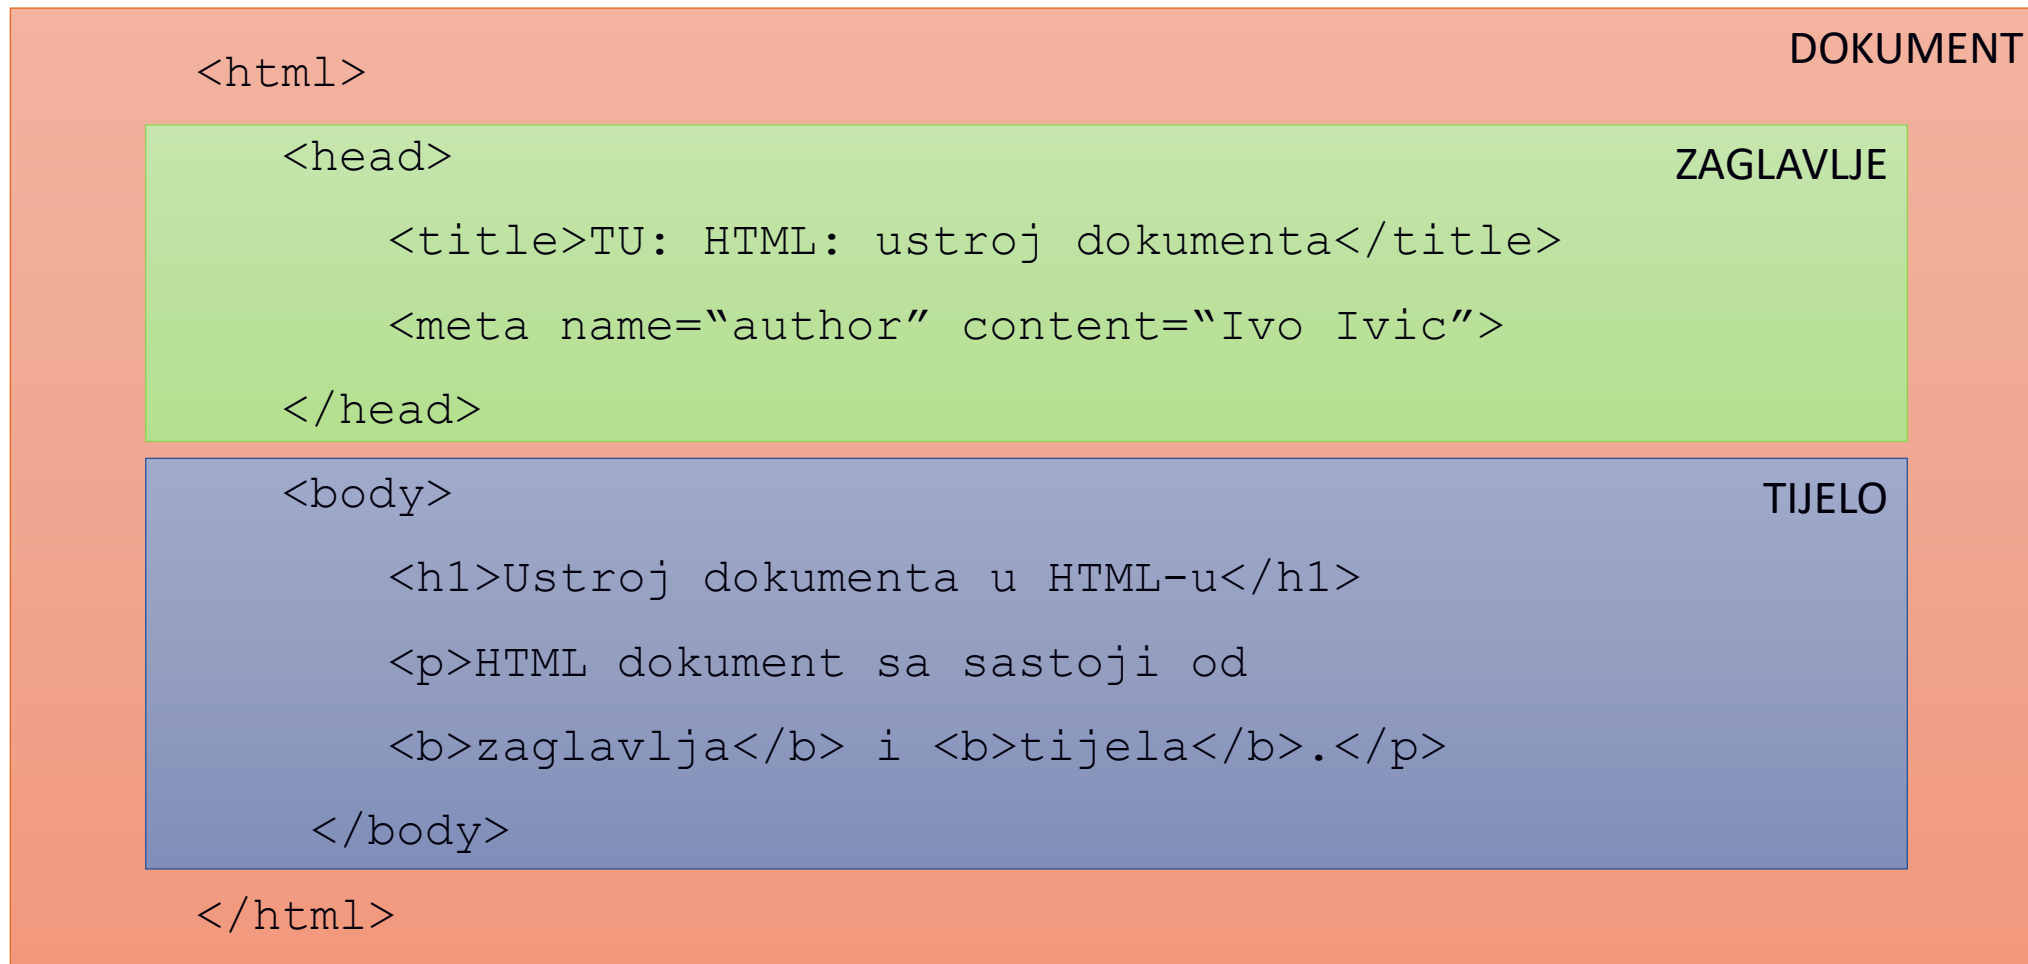 DOKUMENT
<html>
<head>
ZAGLAVLJE
<title>TU: HTML: ustroj dokumenta</title>
<meta name=“author” content=“Ivo Ivic”>
</head>
<body>
TIJELO
<h1>Ustroj dokumenta u HTML-u</h1>
<p>HTML dokument sa sastoji od
<b>zaglavlja</b> i <b>tijela</b>.</p>
</body>
</html>